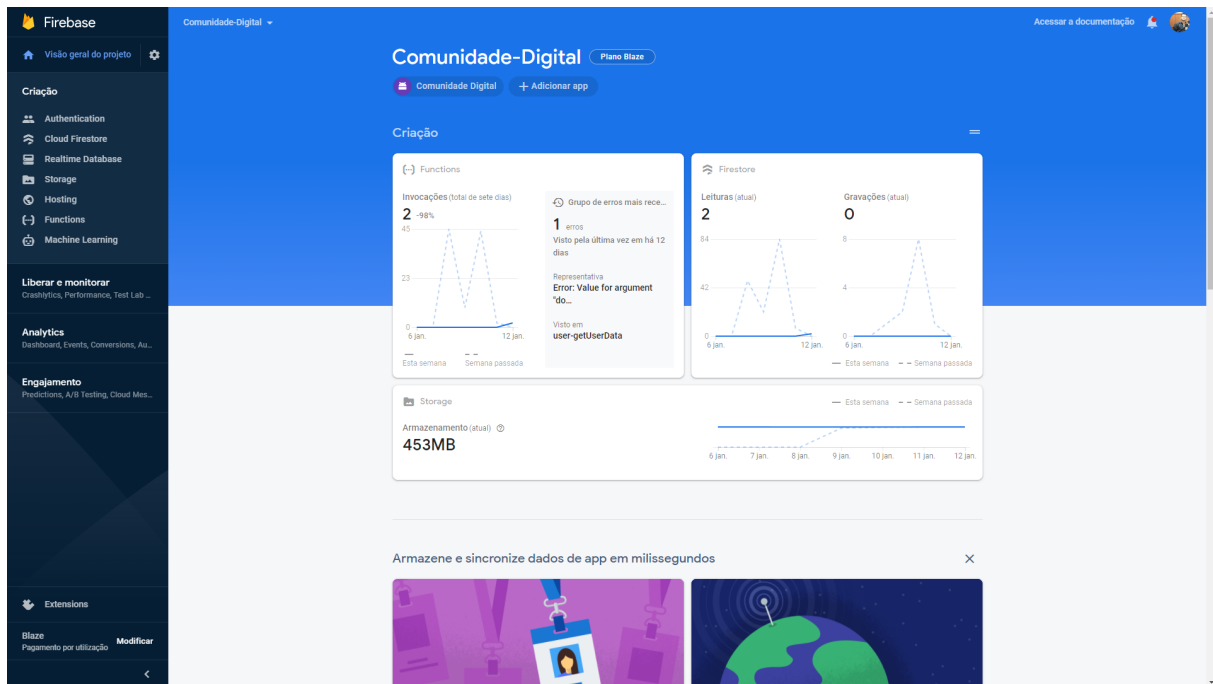 Firebase
Visão geral do projeto
Criação
Authentication
Cloud Firestore
Realtime Database
Storage
Hosting
Functions
Machine Learning
Liberar e monitorar
Crashlytics, Performance, Test Lab ...
Analytics
Dashboard, Events, Conversions, Au...
Engajamento
Predictions, A/B Testing, Cloud Mes...
Extensions
Blaze
Pagamento por utilização
Modificar
Comunidade-Digital
Acessar a documentação
Comunidade-Digital
Plano Blaze
Comunidade Digital
Adicionar app
Criação
Functions
Invocações (total de sete dias)
2 -98%
45
23
0
6 jan. 12 jan.
Esta semana Semana passada
Grupo de erros mais rece...
1 erros
Visto pela última vez em há 12
dias
Representativa
Error: Value for argument
"do...
Visto em
user-getUserData
Firestore
Leituras (atual)
2
84
42
0
6 jan. 12 jan.
Gravações (atual)
0
8
4
0
6 jan. 12 jan.
Esta semana Semana passada
Storage
Esta semana Semana passada
Armazenamento (atual)
453MB
6 jan. 7 jan. 8 jan. 9 jan. 10 jan. 11 jan. 12 jan.
Armazene e sincronize dados de app em milissegundos